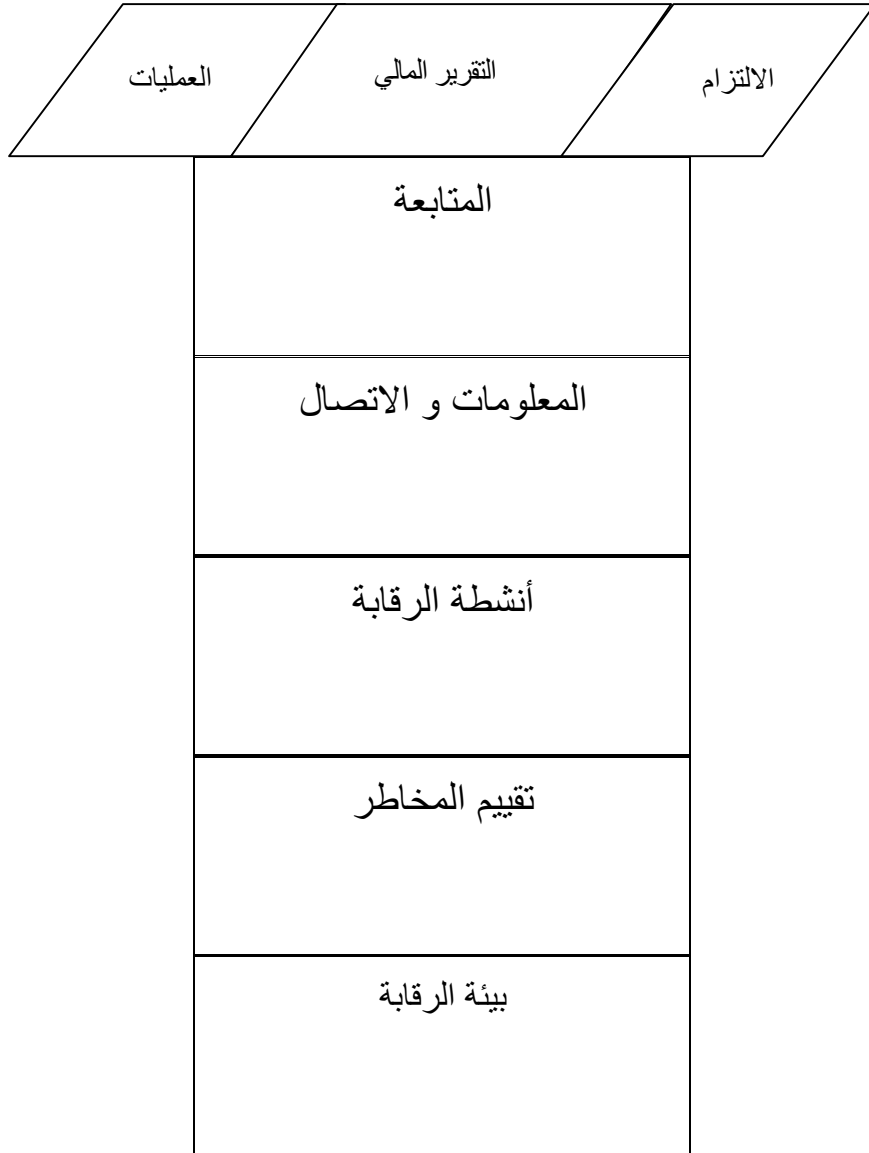 الالتزام
التقرير المالي
العمليات
المتابعة
المعلومات و الاتصال
أنشطة الرقابة
تقييم المخاطر
بيئة الرقابة